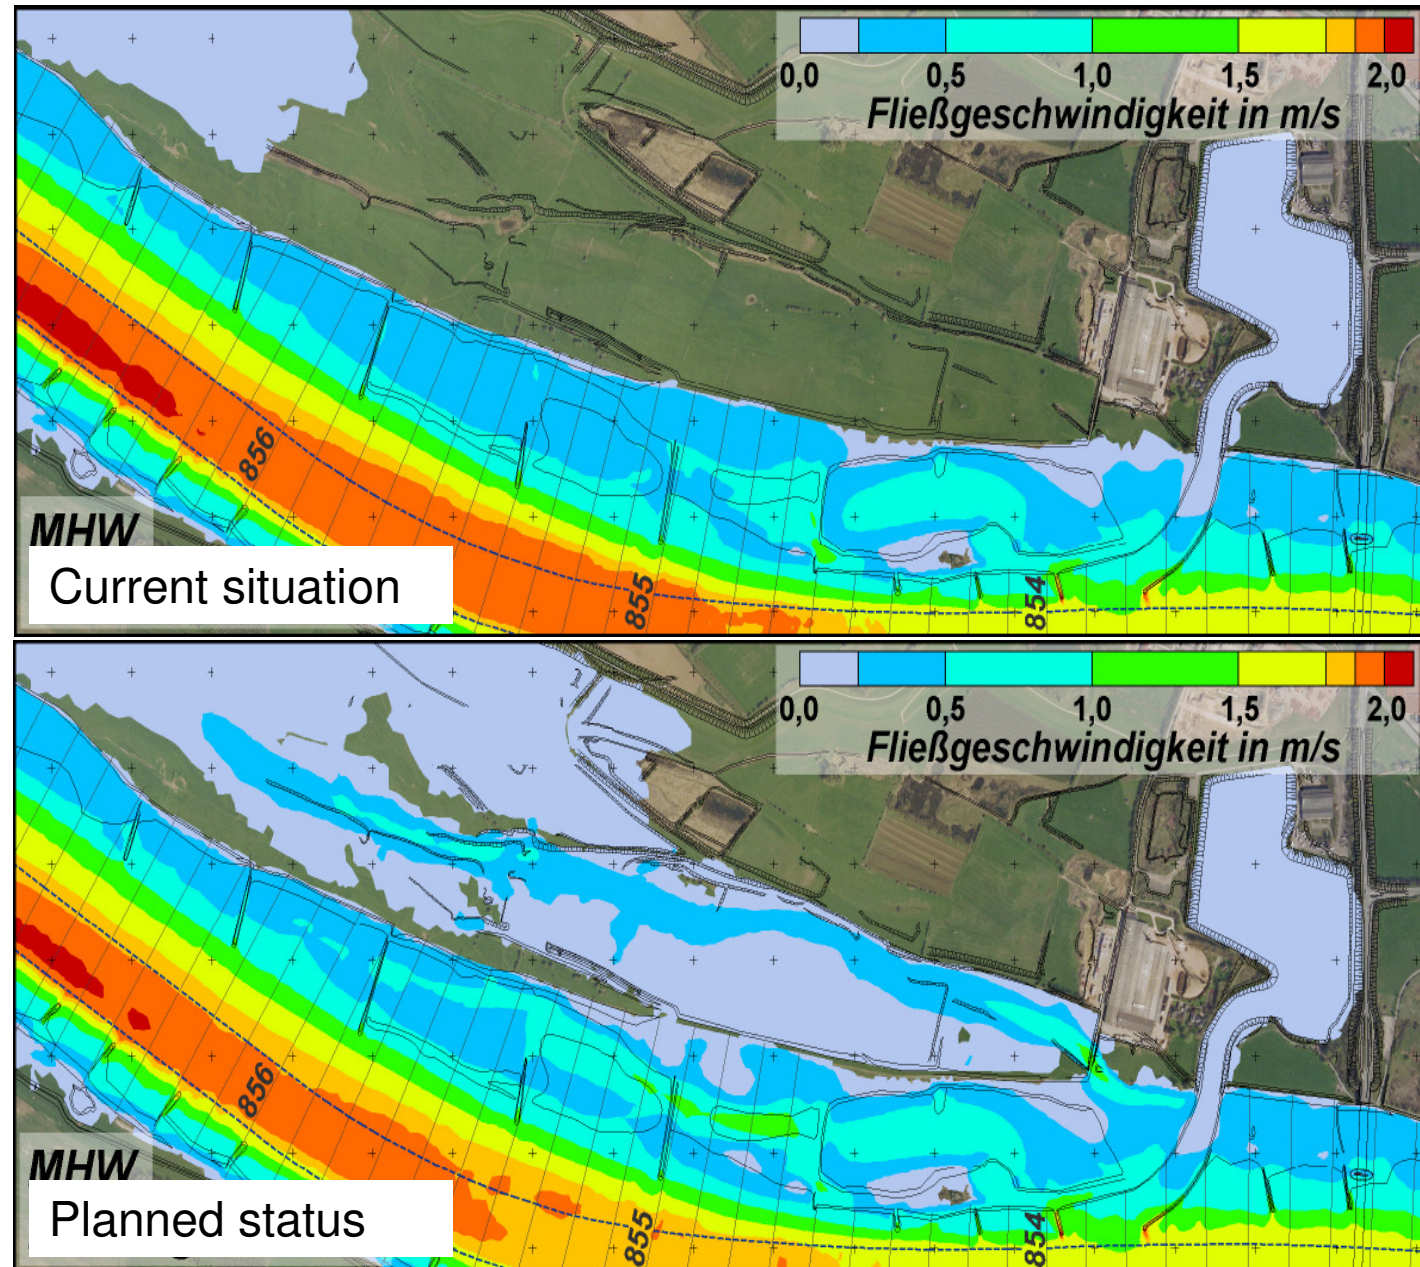 0,0 0,5 1,0 1,5 2,0
Fließgeschwindigkeit in m/s
856
855
854
MHW
Current situation
0,0 0,5 1,0 1,5 2,0
Fließgeschwindigkeit in m/s
856
855
854
MHW
Planned status